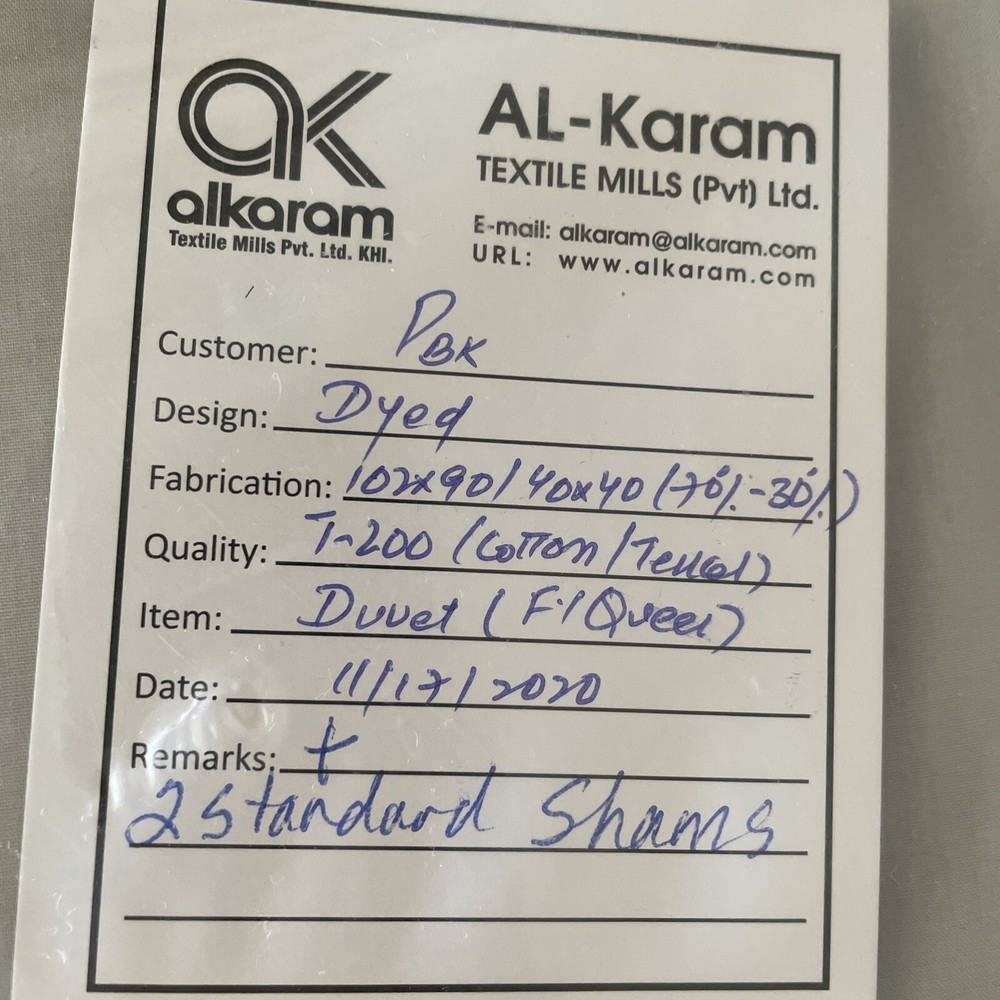 alkaram
Textile Mills Pvt. Ltd. KHI.
AL-Karam
TEXTILE MILLS (Pvt) Ltd.
E-mail: alkaram@alkaram.com
URL: www.alkaram.com
Customer: PBK
Design: Dyed
Fabrication: 102x90/40x40 (70%-30%)
Quality: T-200 (Cotton/Tencel)
Item: Duvet (F/Queen)
Date: 11/17/2020
Remarks: +
2 Standard Shams